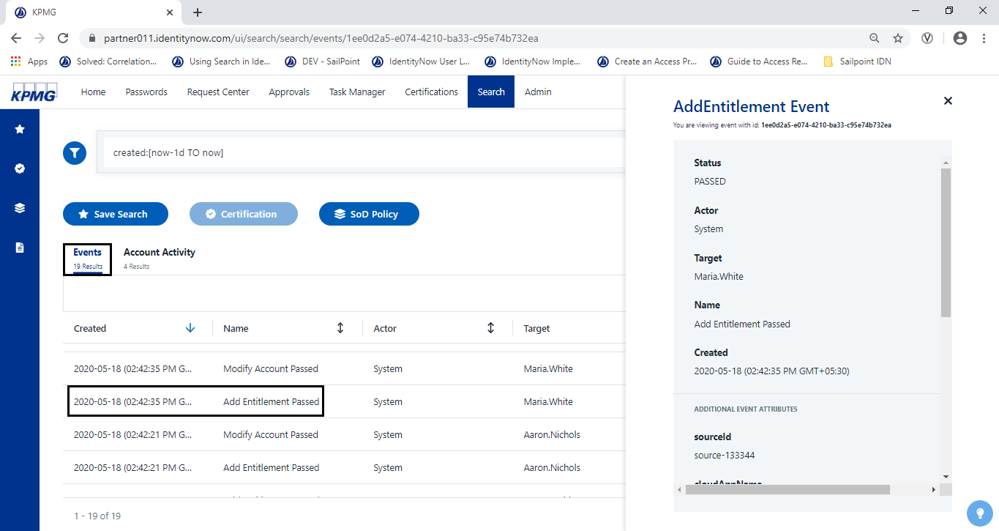 KPMG
partner011.identitynow.com/ui/search/search/events/1ee0d2a5-e074-4210-ba33-c95e74b732ea
Apps Solved: Correlation... Using Search in Ide... DEV - SailPoint IdentityNow User L... IdentityNow Imple... Create an Access Pr... Guide to Access Re... Sailpoint IDN
KPMG Home Passwords Request Center Approvals Task Manager Certifications Search Admin
created:[now-1d TO now]
Save Search Certification SoD Policy
Events Account Activity
19 Results 4 Results
Created Name Actor Target
2020-05-18 (02:42:35 PM G... Modify Account Passed System Maria.White
2020-05-18 (02:42:35 PM G... Add Entitlement Passed System Maria.White
2020-05-18 (02:42:21 PM G... Modify Account Passed System Aaron.Nichols
2020-05-18 (02:42:21 PM G... Add Entitlement Passed System Aaron.Nichols
1 - 19 of 19
AddEntitlement Event
You are viewing event with id: 1ee0d2a5-e074-4210-ba33-c95e74b732ea
Status
PASSED
Actor
System
Target
Maria.White
Name
Add Entitlement Passed
Created
2020-05-18 (02:42:35 PM GMT+05:30)
ADDITIONAL EVENT ATTRIBUTES
sourceId
source-133344
cloudAppName